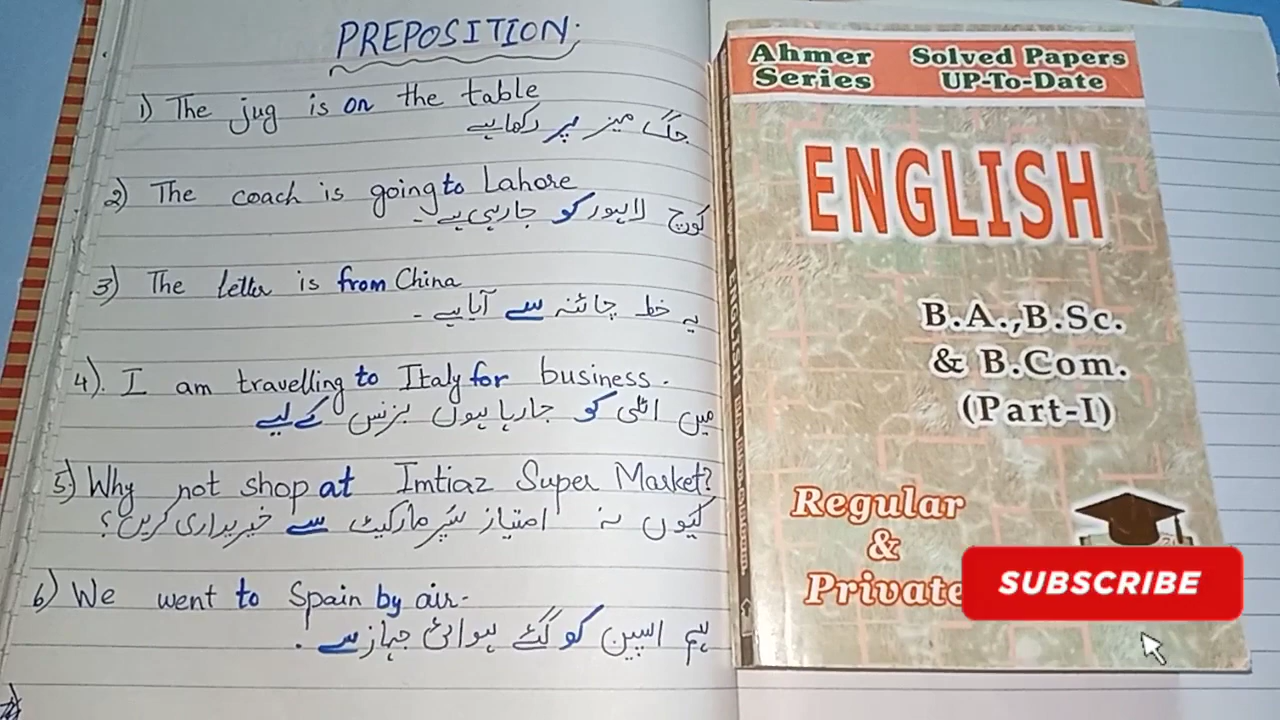 PREPOSITION:
1) The jug is on the table
جگ میز پر رکھا ہے
2) The coach is going to Lahore
کوچ لاہور کو جارہی ہے۔
3) The letter is from China
یہ خط چائنہ سے آیا ہے۔
4). I am travelling to Italy for business.
میں اٹلی کو جارہا ہوں بزنس کے لیے
5) Why not shop at Imtiaz Super Market?
کیوں نہ امتیاز سپر مارکیٹ سے خریداری کریں؟
6) We went to Spain by air.
ہم اسپین کو گئے ہوائی جہاز سے۔
Ahmer Series
Solved Papers
UP-To-Date
ENGLISH
B.A.,B.Sc.
& B.Com.
(Part-I)
Regular
&
Private
SUBSCRIBE